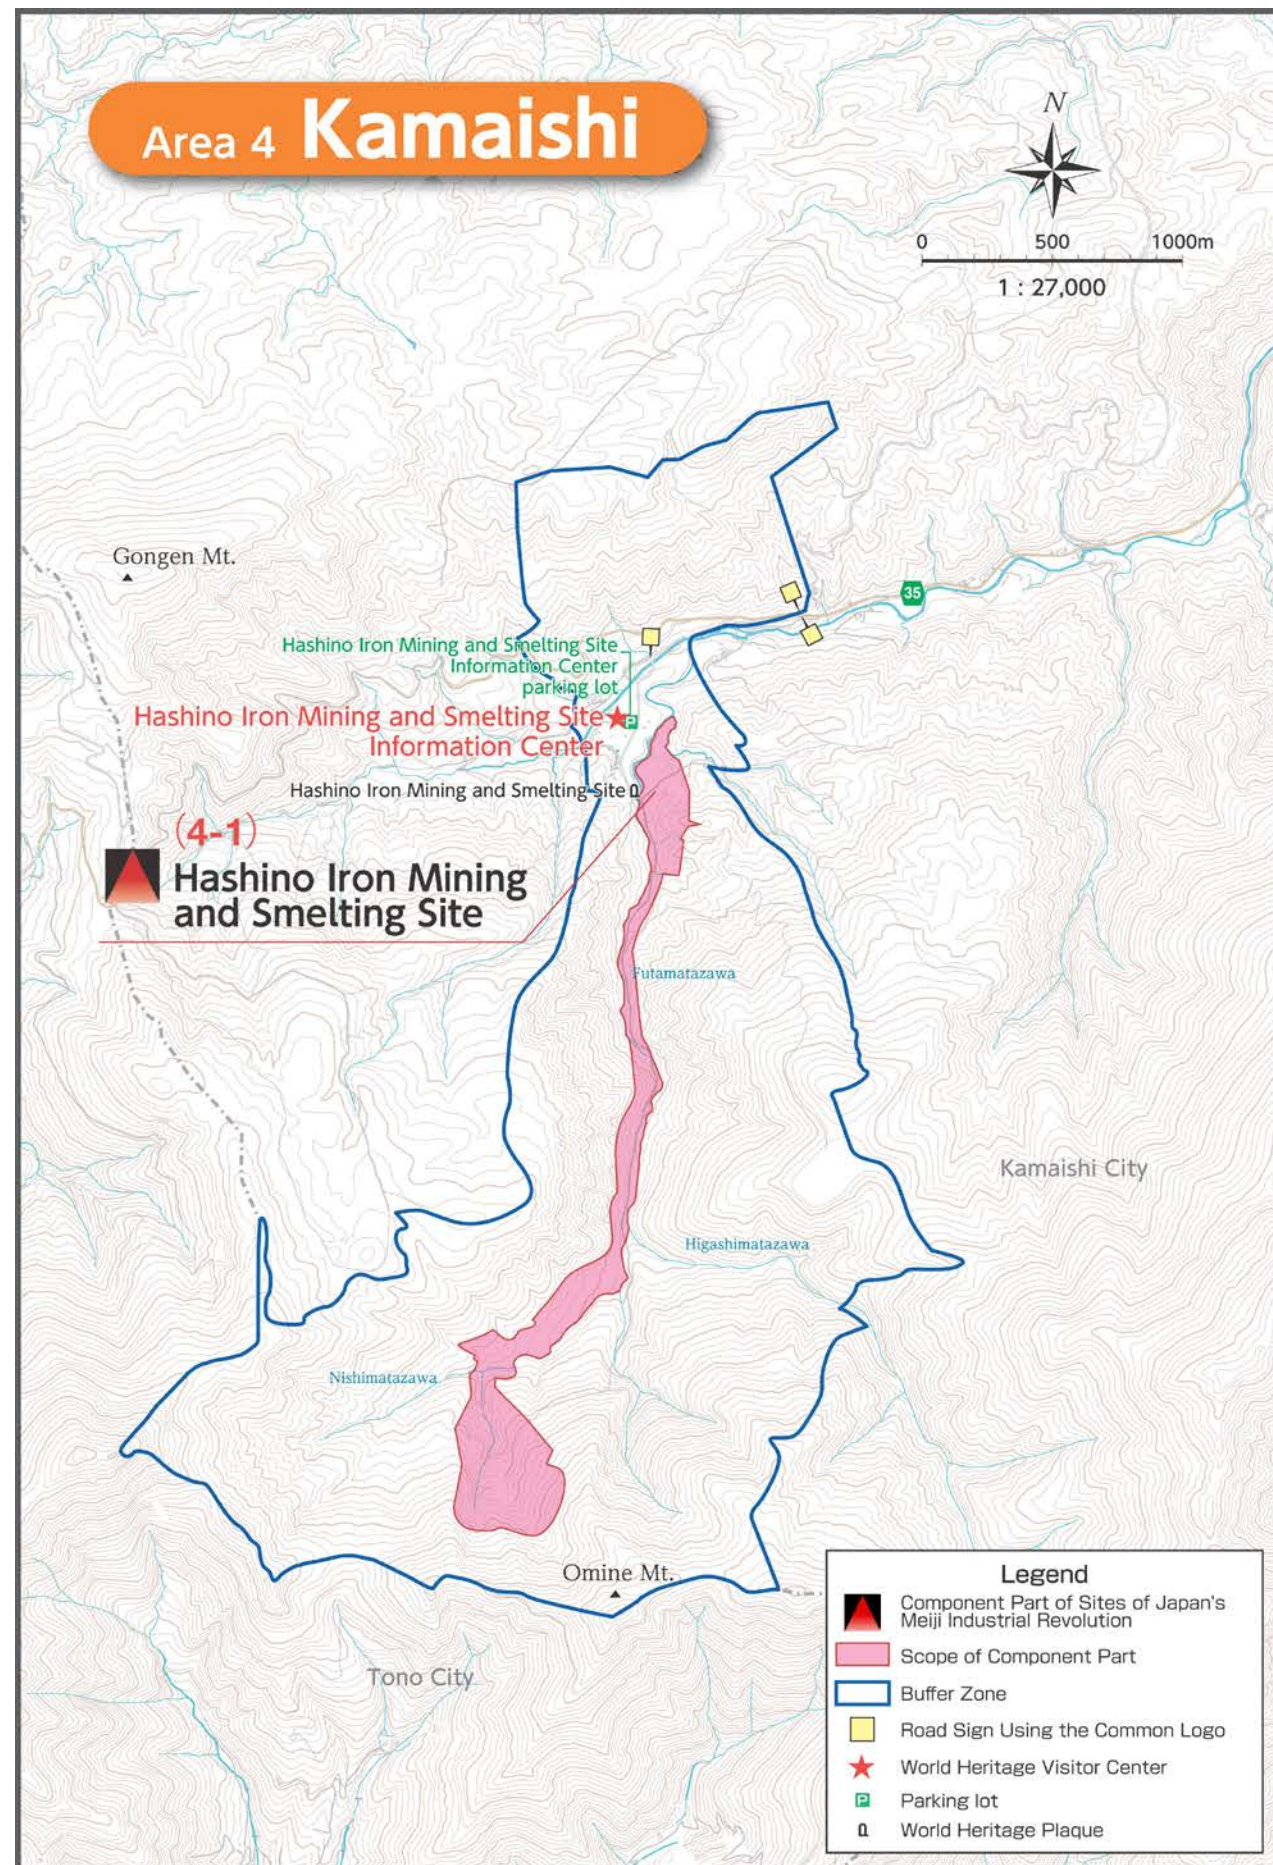 Area 4 Kamaishi
N
0 500 1000m
1 : 27,000
Gongen Mt.
35
Hashino Iron Mining and Smelting Site
Information Center
parking lot
Hashino Iron Mining and Smelting Site
P
Information Center
Hashino Iron Mining and Smelting Site
(4-1)
Hashino Iron Mining
and Smelting Site
Futamatazawa
Kamaishi City
Higashimatazawa
Nishimatazawa
Omine Mt.
Tono City
Legend
Component Part of Sites of Japan's
Meiji Industrial Revolution
Scope of Component Part
Buffer Zone
Road Sign Using the Common Logo
World Heritage Visitor Center
P Parking lot
World Heritage Plaque